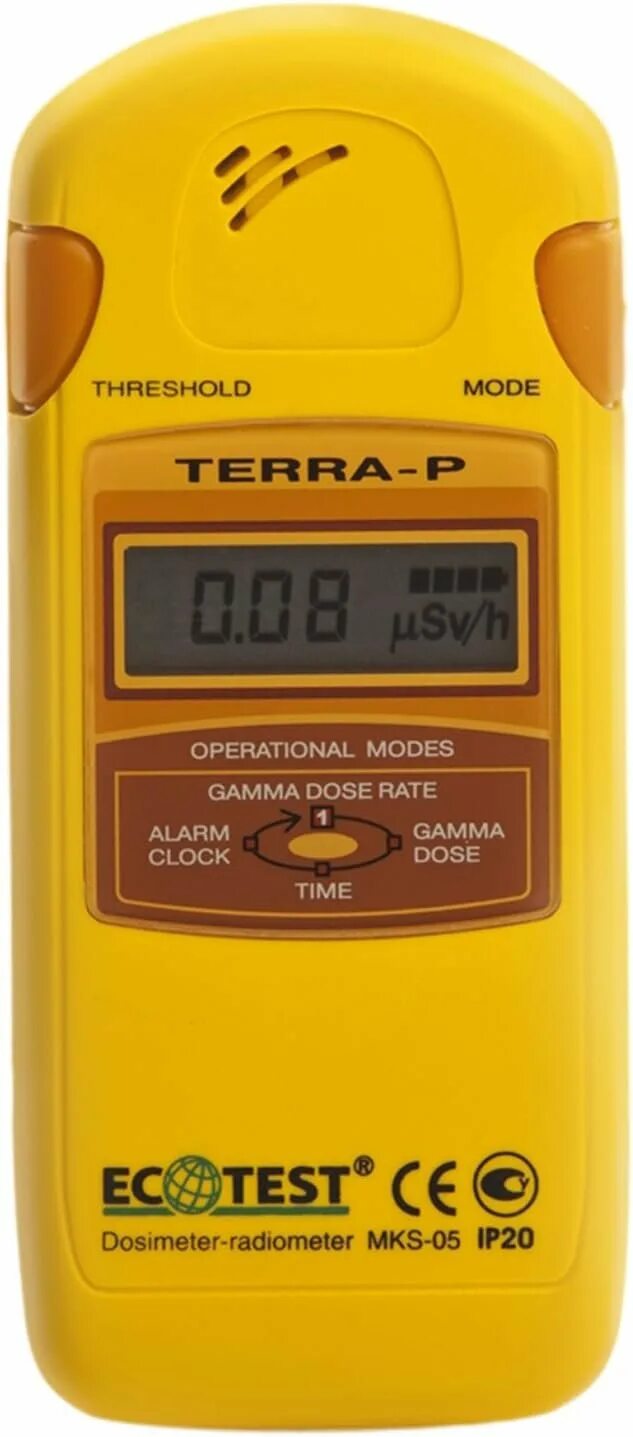 THRESHOLD MODE
TERRA-P
0.08 µSv/h
OPERATIONAL MODES
GAMMA DOSE RATE
1
ALARM CLOCK
GAMMA DOSE
TIME
ECOTEST® CE
Dosimeter-radiometer MKS-05 IP20